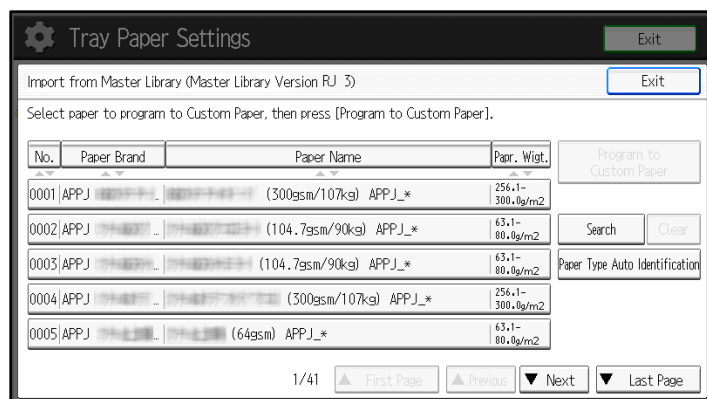 Tray Paper Settings
Exit
Import from Master Library (Master Library Version RJ 3)
Exit
Select paper to program to Custom Paper, then press [Program to Custom Paper].
No. Paper Brand Paper Name Papr. Wigt.
Program to
Custom Paper
0001 APPJ (300gsm/107kg) APPJ_* 256.1-
300.0g/m2
0002 APPJ (104.7gsm/90kg) APPJ_* 63.1-
80.0g/m2
Search Clear
0003 APPJ (104.7gsm/90kg) APPJ_* 63.1-
80.0g/m2
Paper Type Auto Identification
0004 APPJ (300gsm/107kg) APPJ_* 256.1-
300.0g/m2
0005 APPJ (64gsm) APPJ_* 63.1-
80.0g/m2
1/41 ▲ First Page ▲ Previous ▼ Next ▼ Last Page